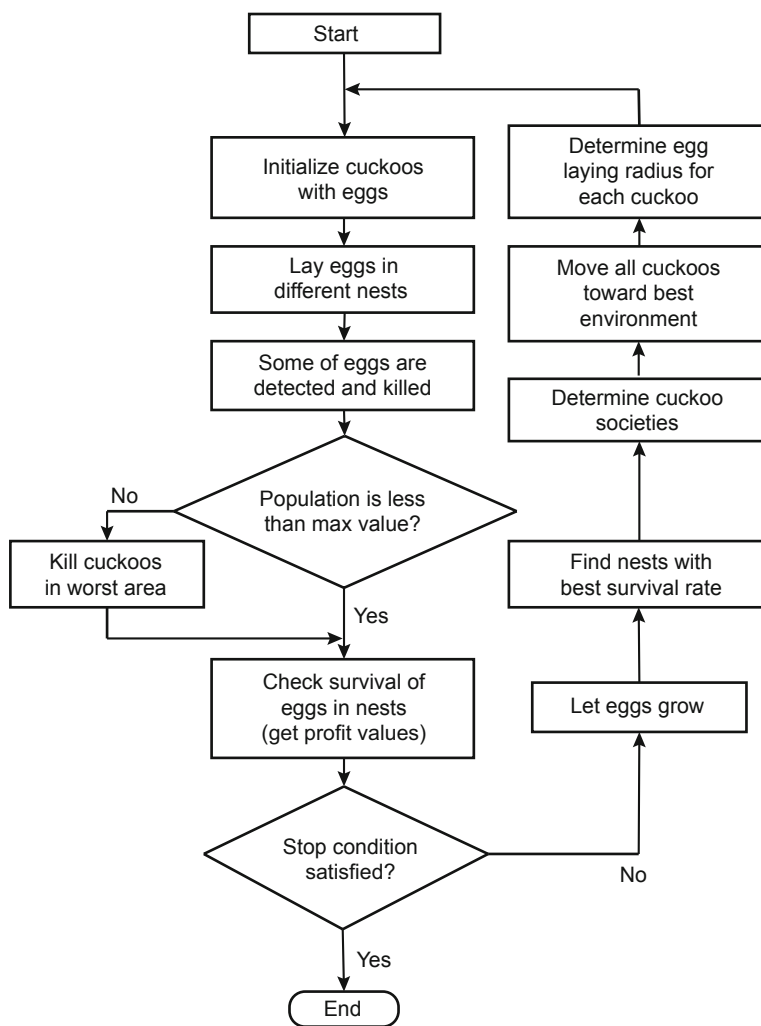 Start
Initialize cuckoos
with eggs
Lay eggs in
different nests
Some of eggs are
detected and killed
Population is less
than max value?
No
Kill cuckoos
in worst area
Yes
Check survival of
eggs in nests
(get profit values)
Stop condition
satisfied?
No
Yes
End
Let eggs grow
Find nests with
best survival rate
Determine cuckoo
societies
Move all cuckoos
toward best
environment
Determine egg
laying radius for
each cuckoo